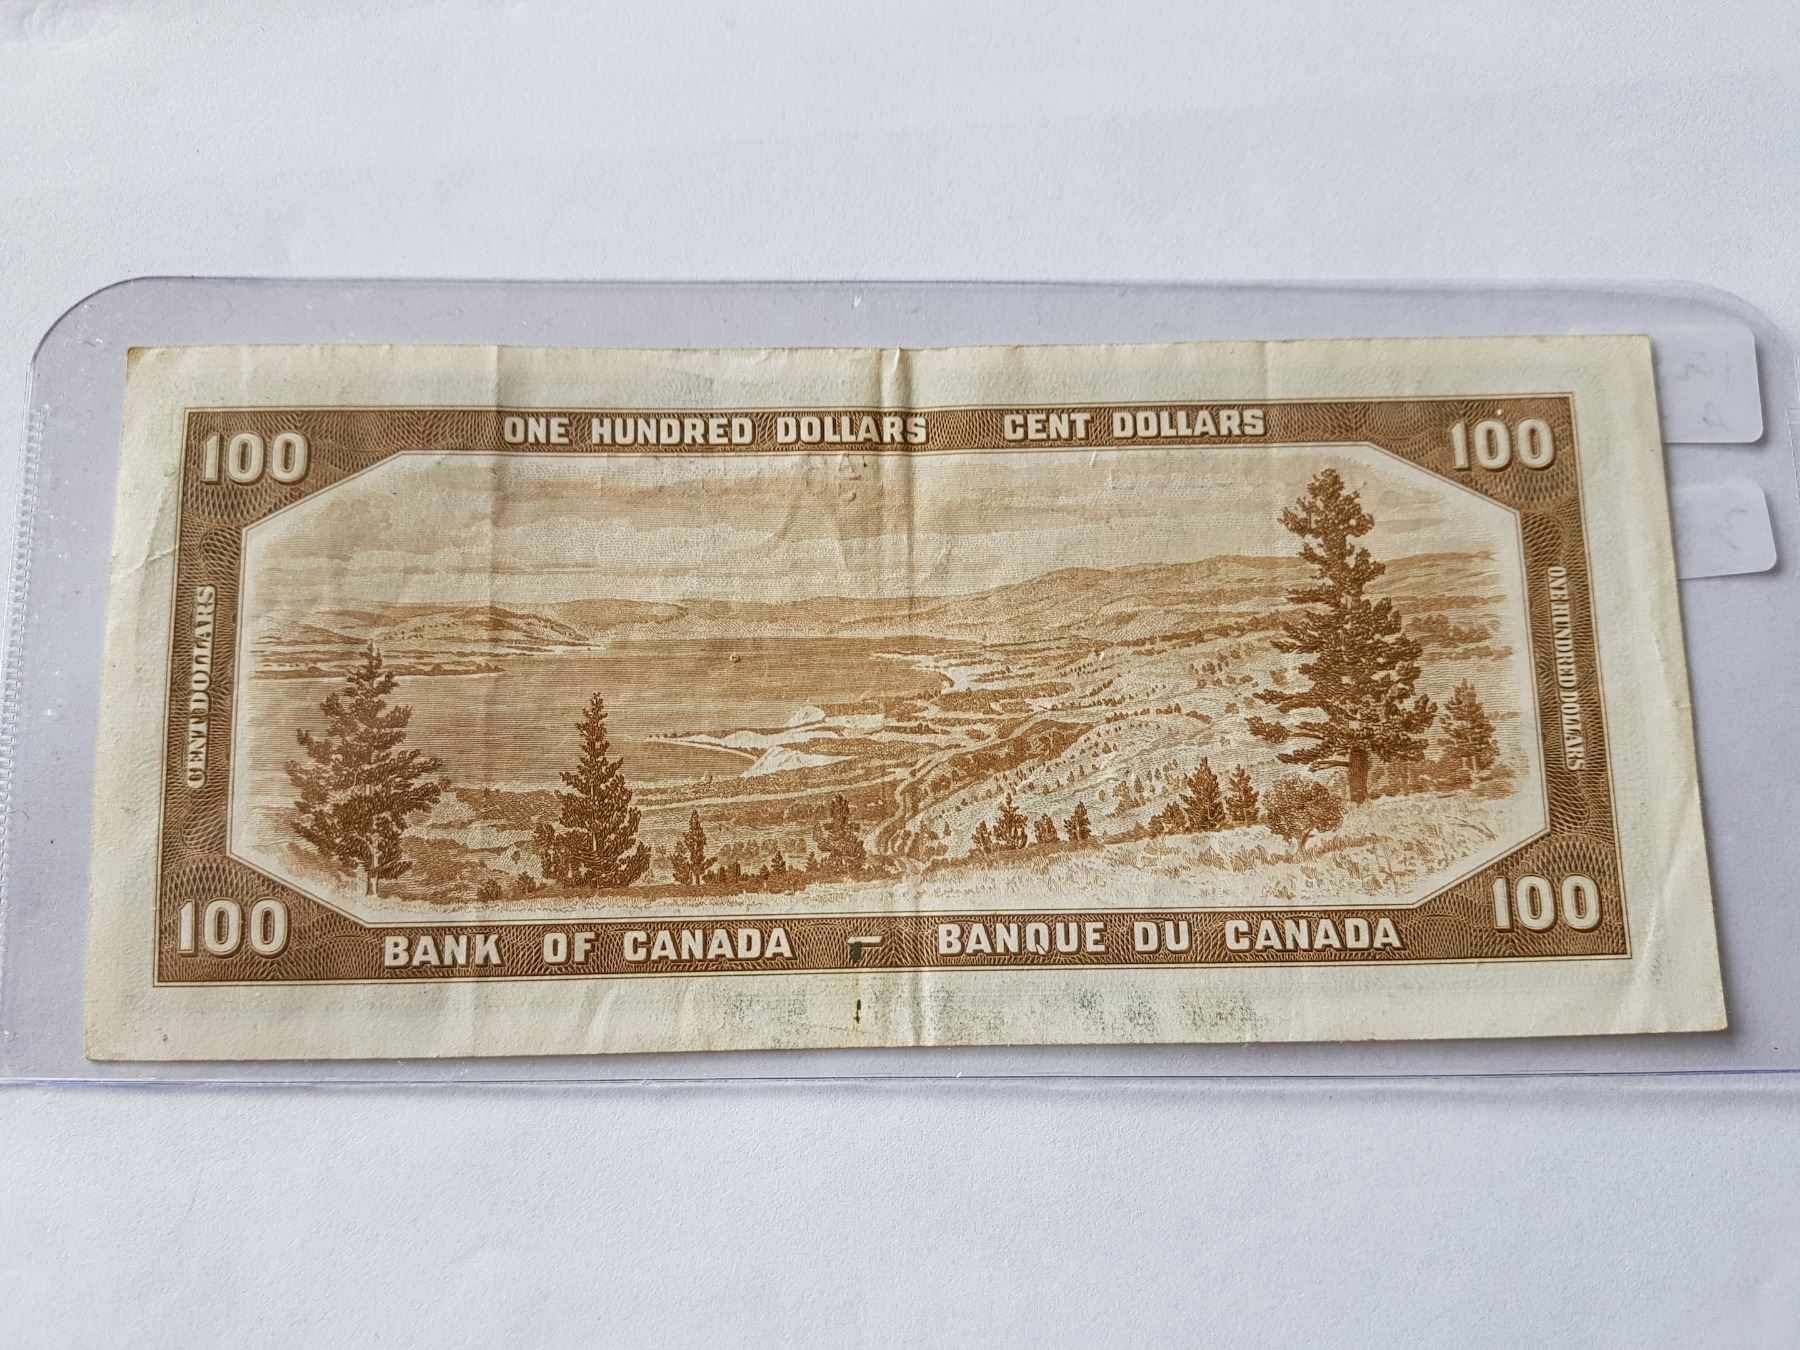 ONE HUNDRED DOLLARS CENT DOLLARS
100 100
CENT DOLLARS
ONE HUNDRED DOLLARS
100 100
BANK OF CANADA – BANQUE DU CANADA